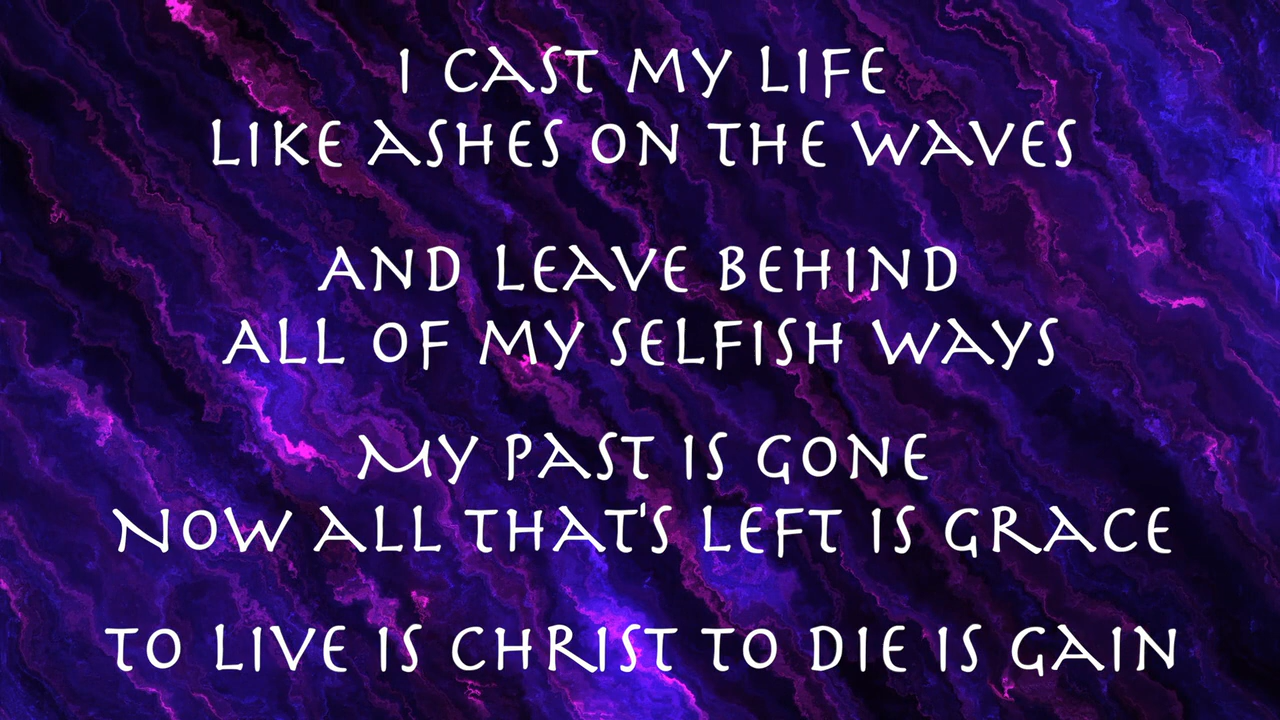 I CAST MY LIFE
LIKE ASHES ON THE WAVES
AND LEAVE BEHIND
ALL OF MY SELFISH WAYS
MY PAST IS GONE
NOW ALL THAT'S LEFT IS GRACE
TO LIVE IS CHRIST TO DIE IS GAIN